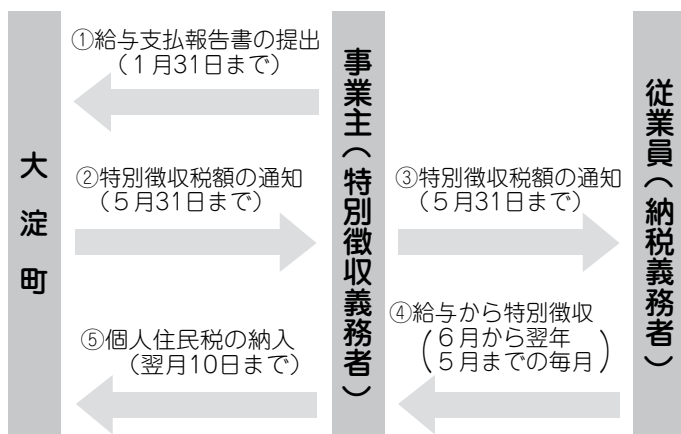 大淀町
①給与支払報告書の提出
（１月31日まで）
②特別徴収税額の通知
（５月31日まで）
⑤個人住民税の納入
（翌月10日まで）
事業主（特別徴収義務者）
③特別徴収税額の通知
（５月31日まで）
④給与から特別徴収
（６月から翌年
５月までの毎月）
従業員（納税義務者）